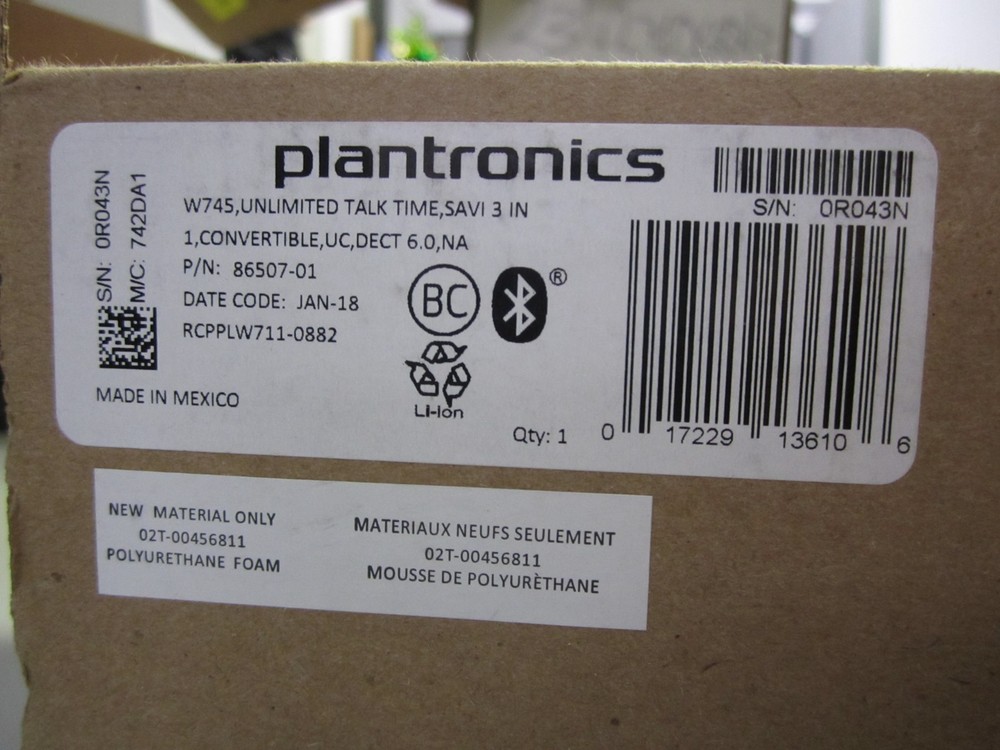 plantronics
S/N: 0R043N
M/C: 742DA1
W745,UNLIMITED TALK TIME,SAVI 3 IN
1,CONVERTIBLE,UC,DECT 6.0,NA
P/N: 86507-01
DATE CODE: JAN-18
RCPPLW711-0882
MADE IN MEXICO
BC
®
Li-Ion
Qty: 1
S/N: 0R043N
0 17229 13610 6
NEW MATERIAL ONLY
02T-00456811
POLYURETHANE FOAM
MATERIAUX NEUFS SEULEMENT
02T-00456811
MOUSSE DE POLYURÈTHANE